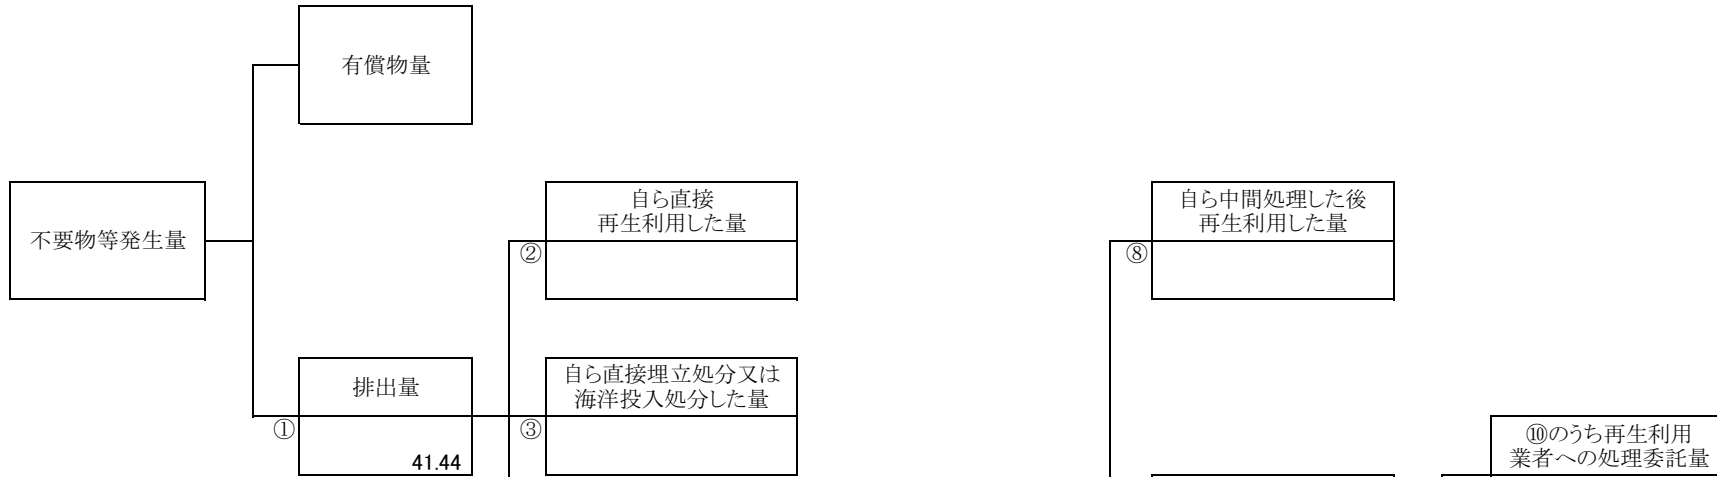 有償物量
不要物等発生量
自ら直接
再生利用した量
②
自ら中間処理した後
再生利用した量
⑧
排出量
①
41.44
自ら直接埋立処分又は
海洋投入処分した量
③
⑩のうち再生利用
業者への処理委託量